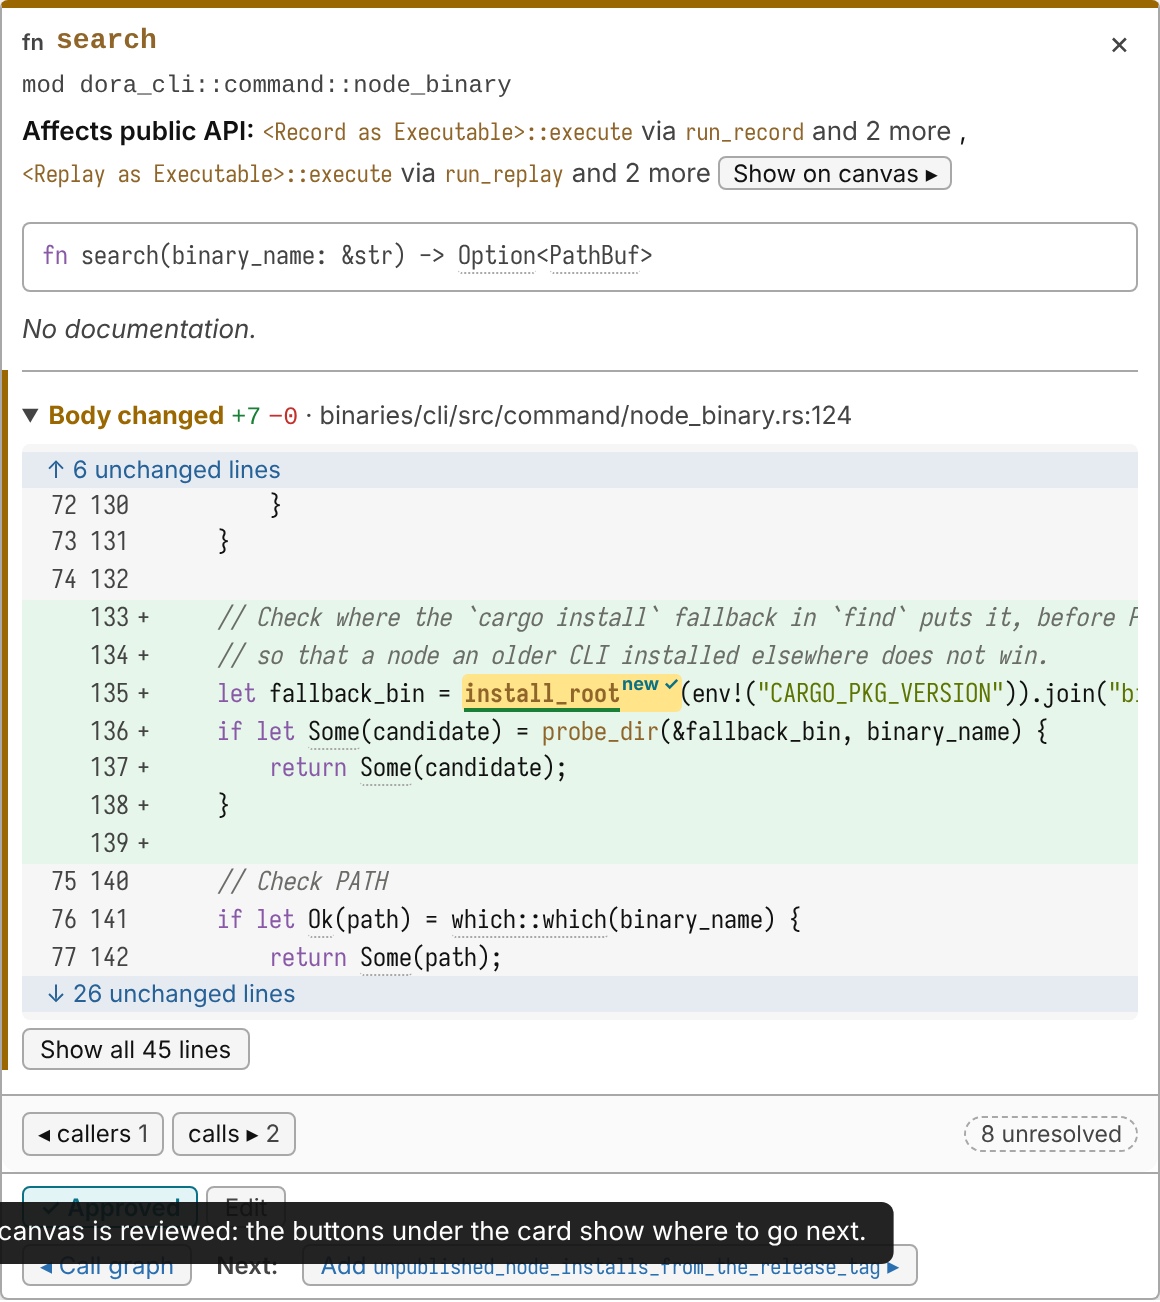 fn search ×
mod dora_cli::command::node_binary
Affects public API: <Record as Executable>::execute via run_record and 2 more ,
<Replay as Executable>::execute via run_replay and 2 more Show on canvas ▸
fn search(binary_name: &str) -> Option<PathBuf>
No documentation.
▼ Body changed +7 −0 · binaries/cli/src/command/node_binary.rs:124
↑ 6 unchanged lines
72 130 }
73 131 }
74 132
133 + // Check where the `cargo install` fallback in `find` puts it, before
134 + // so that a node an older CLI installed elsewhere does not win.
135 + let fallback_bin = install_root new ✓ (env!("CARGO_PKG_VERSION")).join("b
136 + if let Some(candidate) = probe_dir(&fallback_bin, binary_name) {
137 + return Some(candidate);
138 + }
139 +
75 140 // Check PATH
76 141 if let Ok(path) = which::which(binary_name) {
77 142 return Some(path);
↓ 26 unchanged lines
Show all 45 lines
◂ callers 1 calls ▸ 2 8 unresolved
✓ Approved Edit
canvas is reviewed: the buttons under the card show where to go next.
◂ Call graph Next: Add unpublished_node_installs_from_the_release_tag ▸